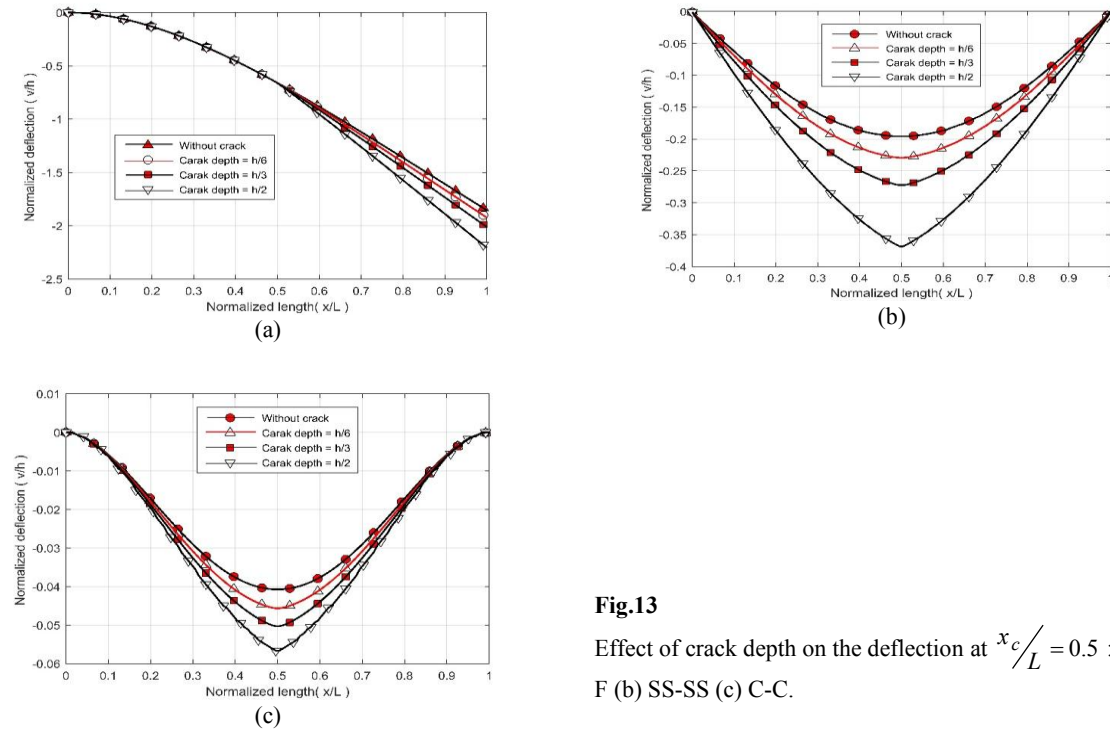 0
-0.5
-1
-1.5
-2
-2.5
Normalized deflection ( v/h )
Without crack
Carak depth = h/6
Carak depth = h/3
Carak depth = h/2
0 0.1 0.2 0.3 0.4 0.5 0.6 0.7 0.8 0.9 1
Normalized length( x/L )
(a)
0
-0.05
-0.1
-0.15
-0.2
-0.25
-0.3
-0.35
-0.4
Normalized deflection ( v/h )
Without crack
Carak depth = h/6
Carak depth = h/3
Carak depth = h/2
0 0.1 0.2 0.3 0.4 0.5 0.6 0.7 0.8 0.9 1
Normalized length( x/L )
(b)
0.01
0
-0.01
-0.02
-0.03
-0.04
-0.05
-0.06
Normalized deflection ( v/h )
Without crack
Carak depth = h/6
Carak depth = h/3
Carak depth = h/2
0 0.1 0.2 0.3 0.4 0.5 0.6 0.7 0.8 0.9 1
Normalized length( x/L )
(c)
Fig.13
Effect of crack depth on the deflection at x_c/L = 0.5 :
F (b) SS-SS (c) C-C.